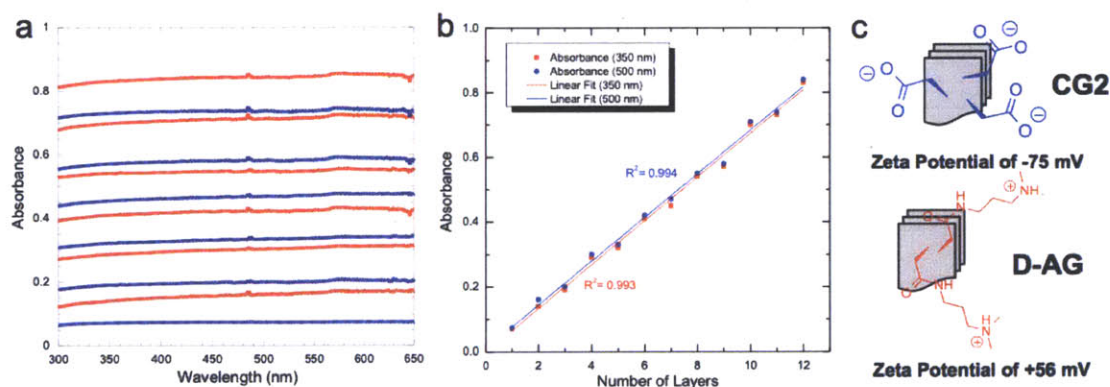 a
1
0.8
0.6
0.4
0.2
0
Absorbance
300
350
400
450
500
550
600
650
Wavelength (nm)
b
1.0
0.8
0.6
0.4
0.2
0.0
Absorbance
Absorbance (350 nm)
Absorbance (500 nm)
Linear Fit (350 nm)
Linear Fit (500 nm)
R²= 0.994
R²= 0.993
0
2
4
6
8
10
12
Number of Layers
c
O
O
O
O
O
O
CG2
Zeta Potential of -75 mV
H
N
H
N
O
D-AG
O
NH
H
N
Zeta Potential of +56 mV